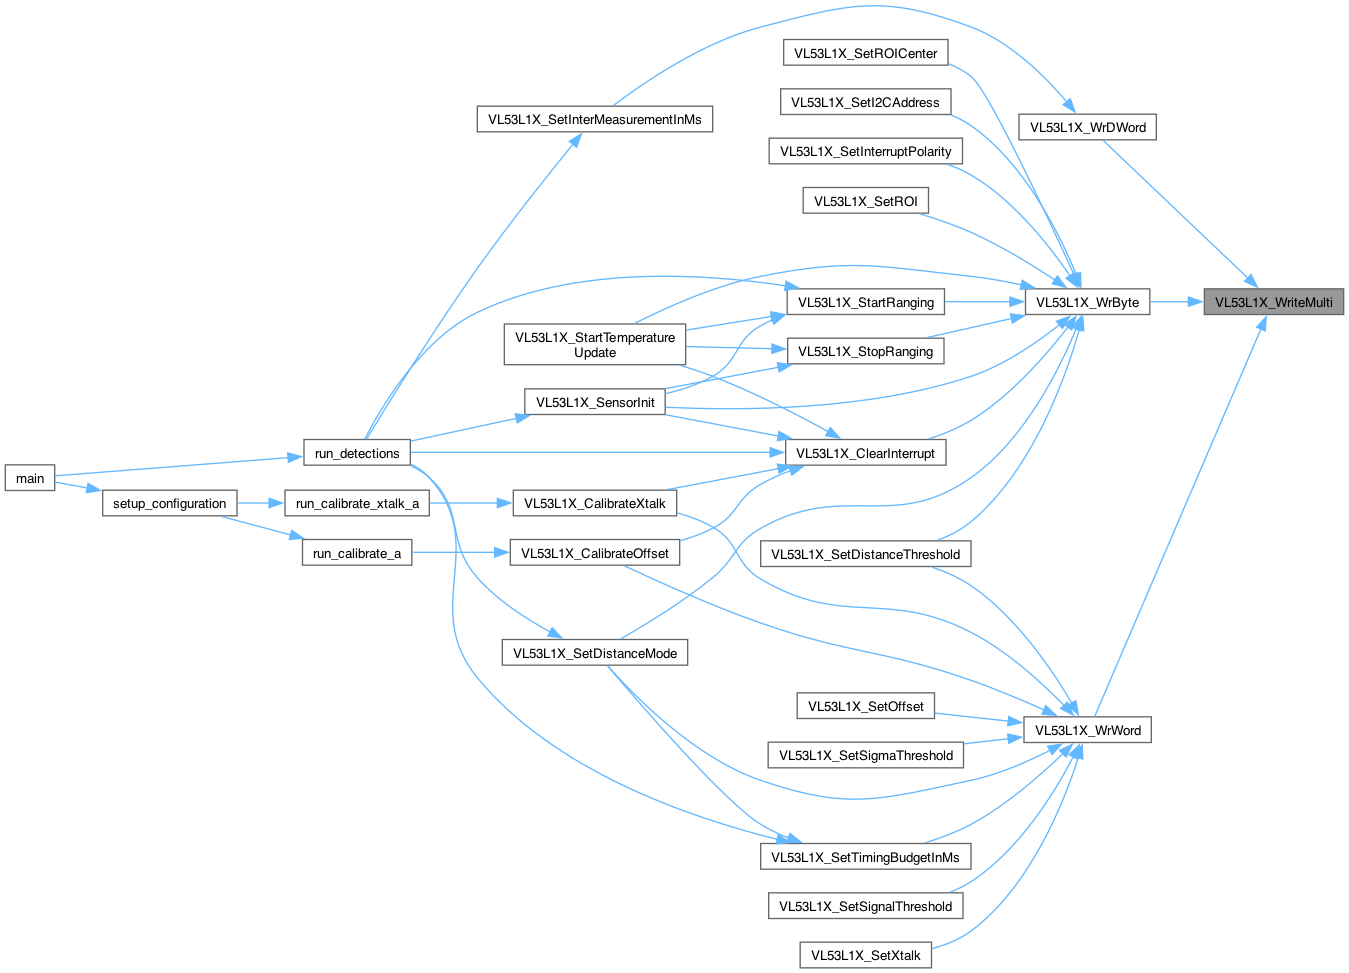 VL53L1X_SetROICenter
VL53L1X_SetI2CAddress
VL53L1X_SetInterMeasurementInMs
VL53L1X_WrDWord
VL53L1X_SetInterruptPolarity
VL53L1X_SetROI
VL53L1X_StartRanging
VL53L1X_WrByte
VL53L1X_WriteMulti
VL53L1X_StartTemperature
Update
VL53L1X_StopRanging
VL53L1X_SensorInit
run_detections
VL53L1X_ClearInterrupt
main
setup_configuration
run_calibrate_xtalk_a
VL53L1X_CalibrateXtalk
run_calibrate_a
VL53L1X_CalibrateOffset
VL53L1X_SetDistanceThreshold
VL53L1X_SetDistanceMode
VL53L1X_SetOffset
VL53L1X_WrWord
VL53L1X_SetSigmaThreshold
VL53L1X_SetTimingBudgetInMs
VL53L1X_SetSignalThreshold
VL53L1X_SetXtalk